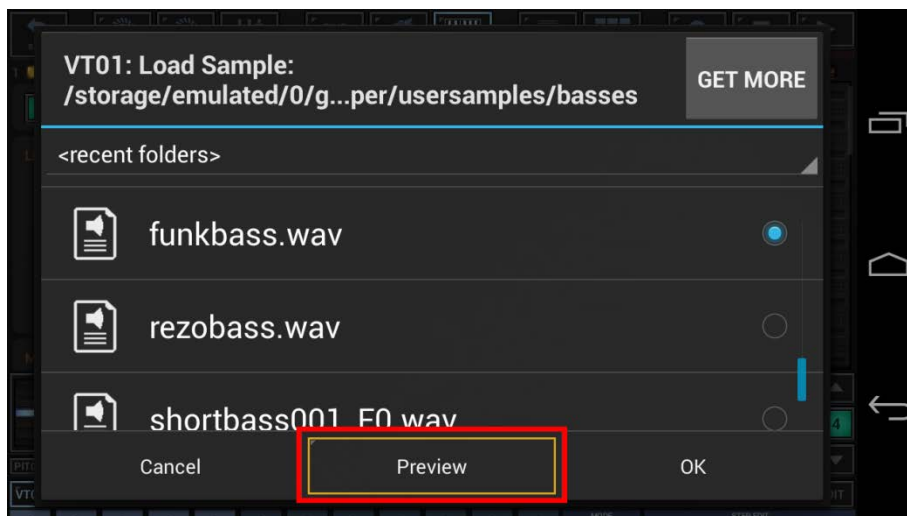 VT01: Load Sample:
/storage/emulated/0/g...per/usersamples/basses
GET MORE
<recent folders>
funkbass.wav
rezobass.wav
shortbass001_F0.wav
Cancel
Preview
OK